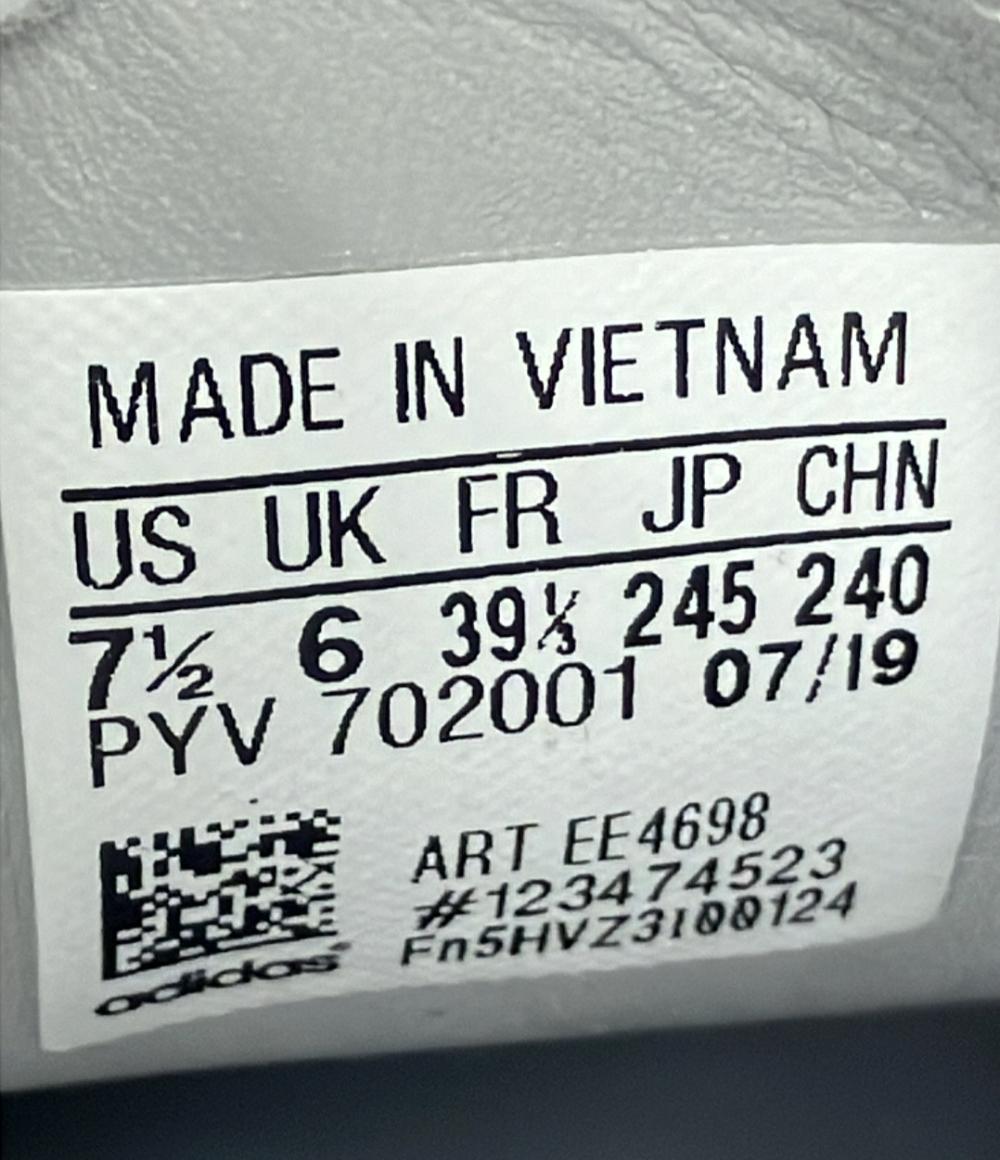 MADE IN VIETNAM
US UK FR JP CHN
7½ 6 39⅓ 245 240
PYV 702001 07/19
ART EE4698
#123474523
Fn5HVZ3I00124
adidas